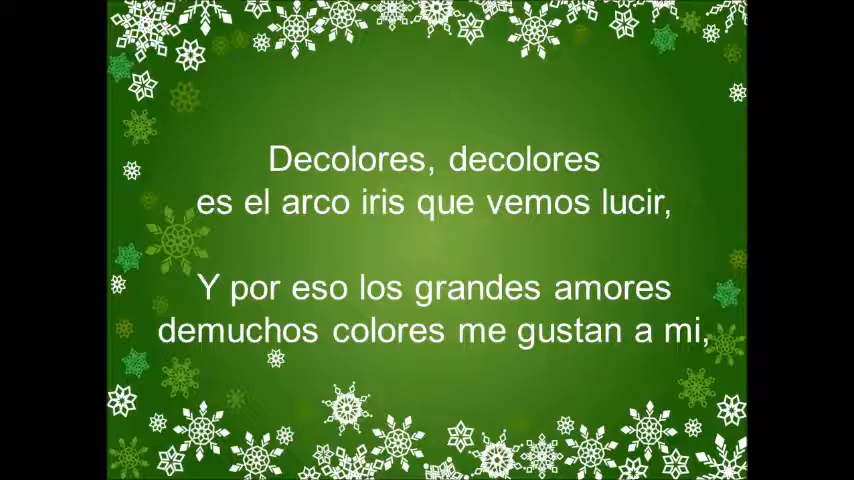 Decolores, decolores
es el arco iris que vemos lucir,
Y por eso los grandes amores
demuchos colores me gustan a mi,